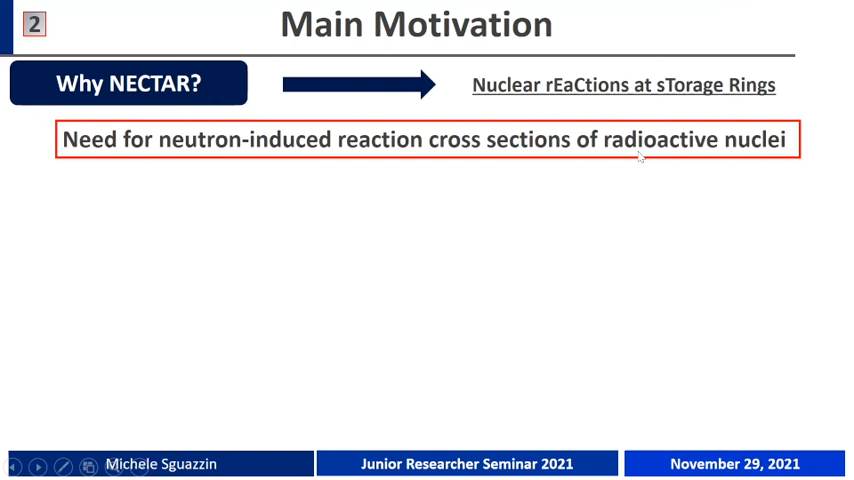 2
Main Motivation
Why NECTAR?
Nuclear rEaCtions at sTorage Rings
Need for neutron-induced reaction cross sections of radioactive nuclei
Michele Sguazzin
Junior Researcher Seminar 2021
November 29, 2021